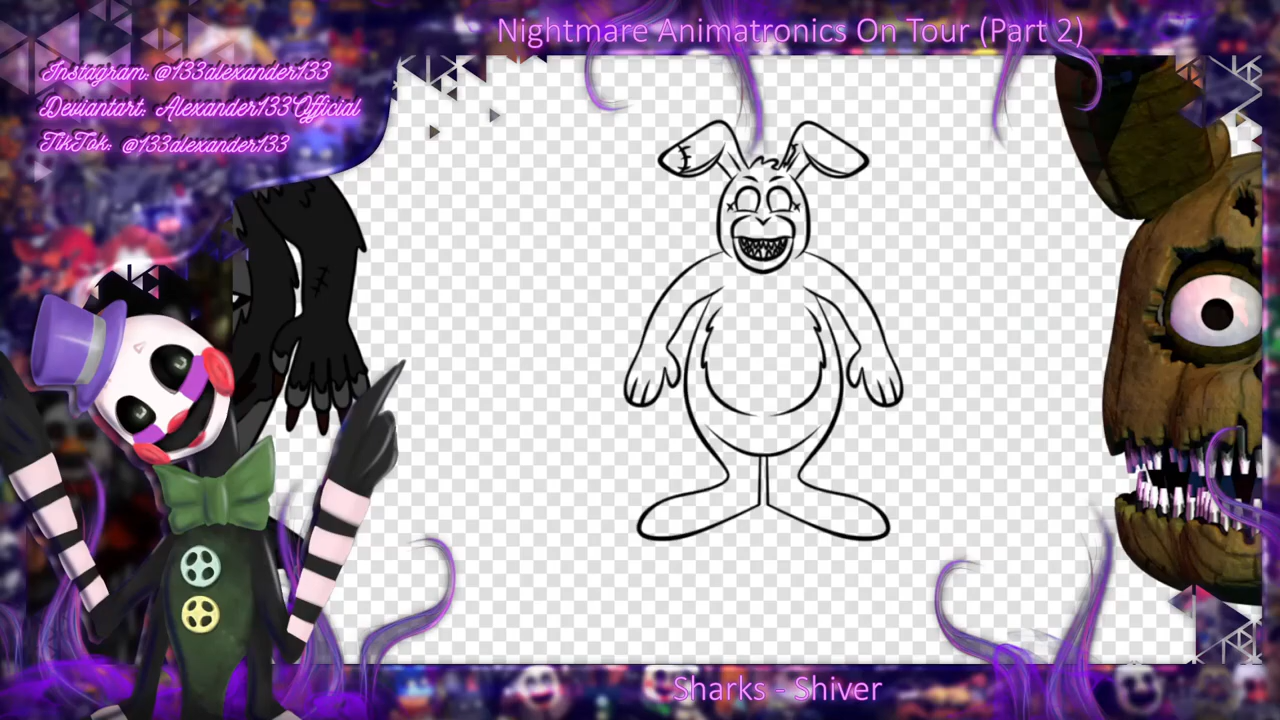 Nightmare Animatronics On Tour (Part 2)
Instagram: @133alexander133
Deviantart: Alexander133Official
TikTok: @133alexander133
Sharks - Shiver